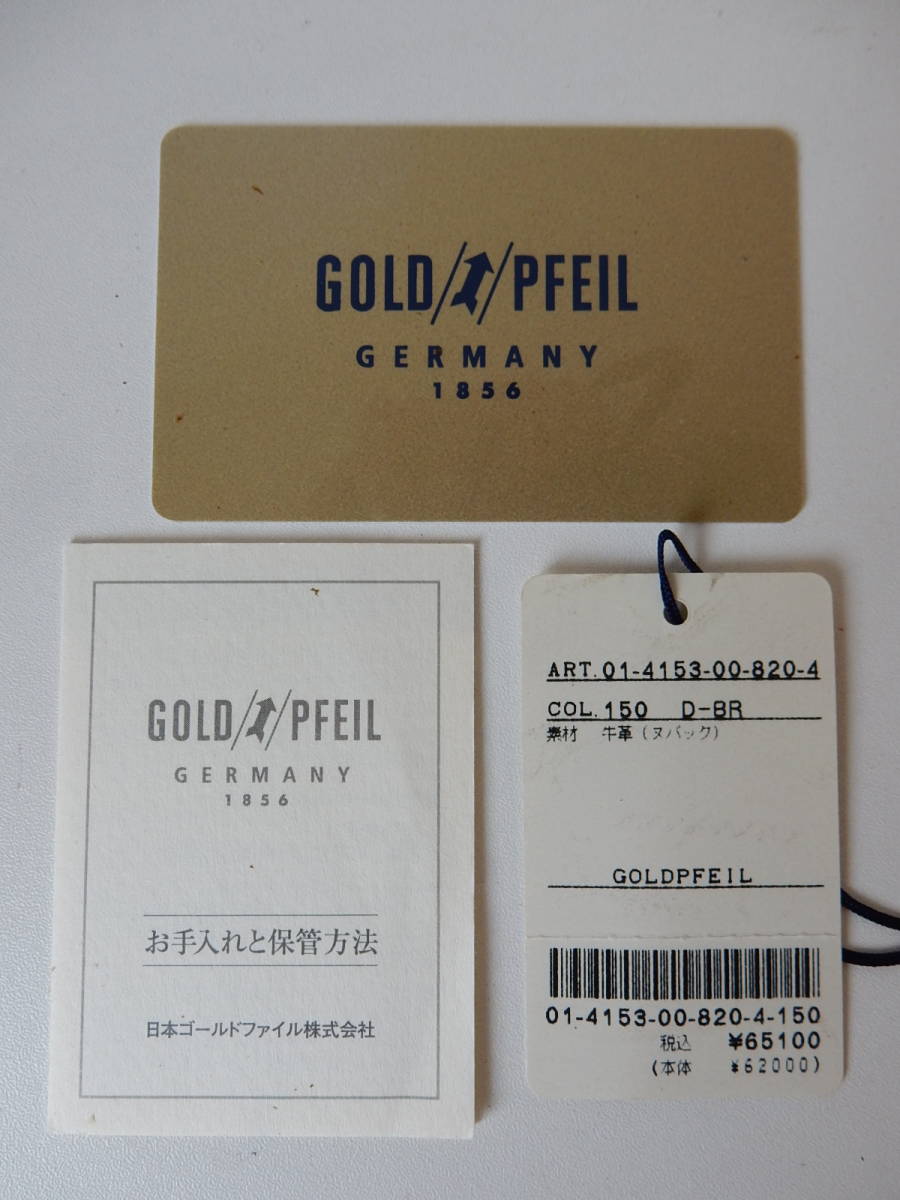 GOLD PFEIL
GERMANY
1856
GOLD PFEIL
GERMANY
1856
お手入れと保管方法
日本ゴールドファイル株式会社
ART.01-4153-00-820-4
COL.150 D-BR
素材 牛革(ヌバック)
GOLDPFEIL
01-4153-00-820-4-150
税込 ¥65100
(本体 ¥62000)